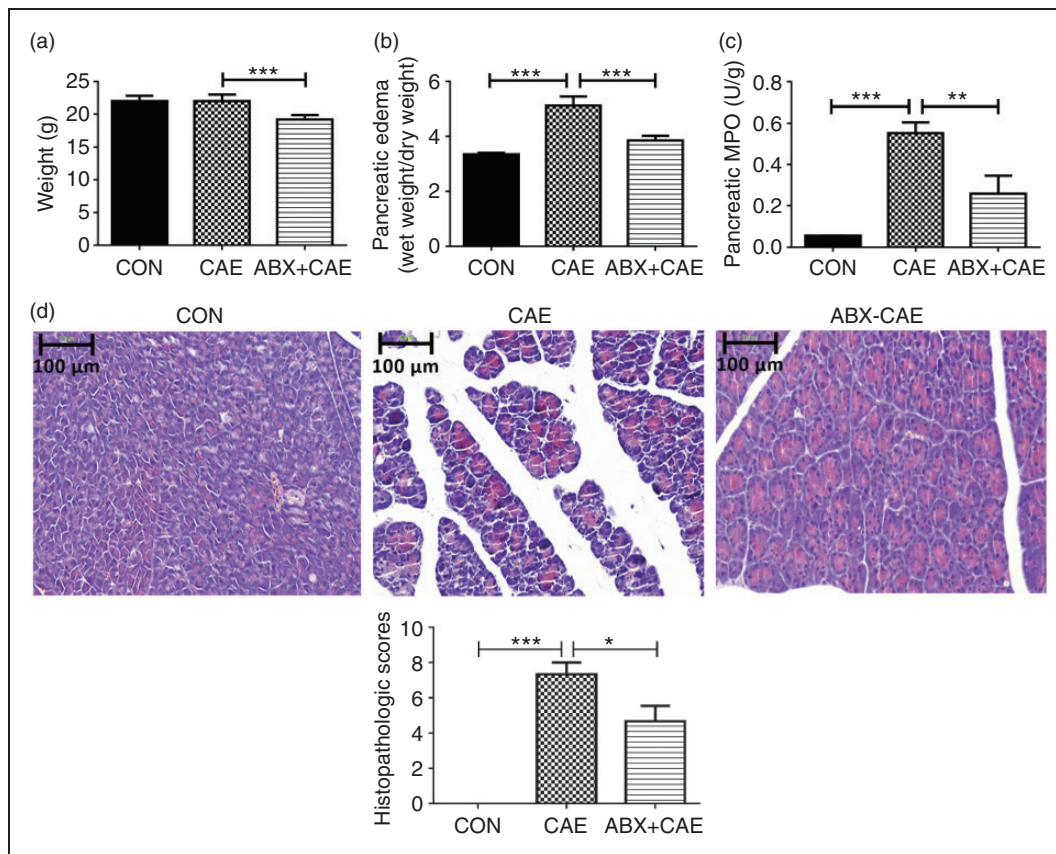 (a)
***
Weight (g)
25
20
15
10
5
0
CON CAE ABX+CAE
(b)
*** ***
Pancreatic edema
(wet weight/dry weight)
6
4
2
0
CON CAE ABX+CAE
(c)
*** **
Pancreatic MPO (U/g)
0.8
0.6
0.4
0.2
0.0
CON CAE ABX+CAE
(d)
CON CAE ABX-CAE
100 µm 100 µm 100 µm
*** *
Histopathologic scores
10
8
6
4
2
0
CON CAE ABX+CAE